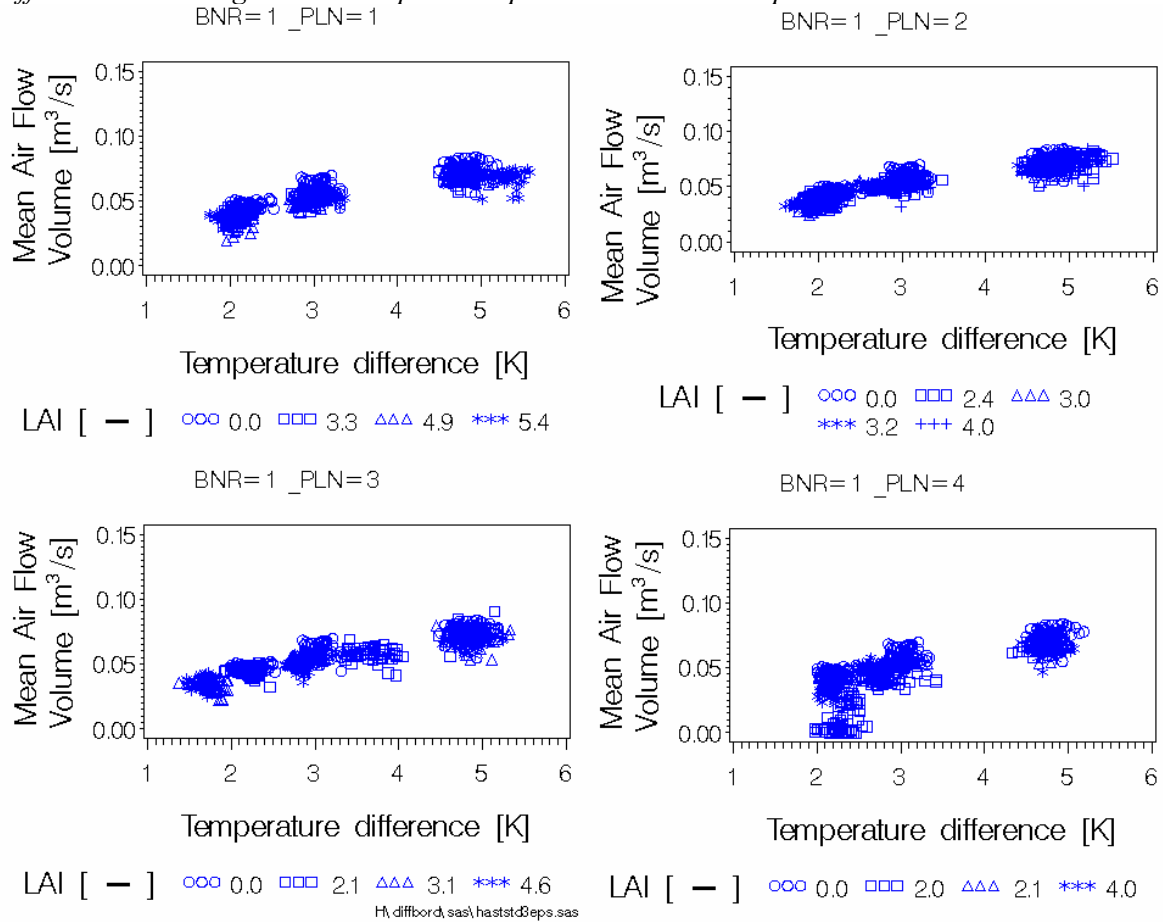 BNR=1 _PLN=1
Mean Air Flow
Volume [m³/s]
0.15
0.10
0.05
0.00
1 2 3 4 5 6
Temperature difference [K]
LAI [ – ] 0.0 3.3 4.9 5.4
BNR=1 _PLN=2
Mean Air Flow
Volume [m³/s]
0.15
0.10
0.05
0.00
1 2 3 4 5 6
Temperature difference [K]
LAI [ – ] 0.0 2.4 3.0
3.2 4.0
BNR=1 _PLN=3
Mean Air Flow
Volume [m³/s]
0.15
0.10
0.05
0.00
1 2 3 4 5 6
Temperature difference [K]
LAI [ – ] 0.0 2.1 3.1 4.6
H\ diffbord\ sas\ haststd3eps.sas
BNR=1 _PLN=4
Mean Air Flow
Volume [m³/s]
0.15
0.10
0.05
0.00
1 2 3 4 5 6
Temperature difference [K]
LAI [ – ] 0.0 2.0 2.1 4.0